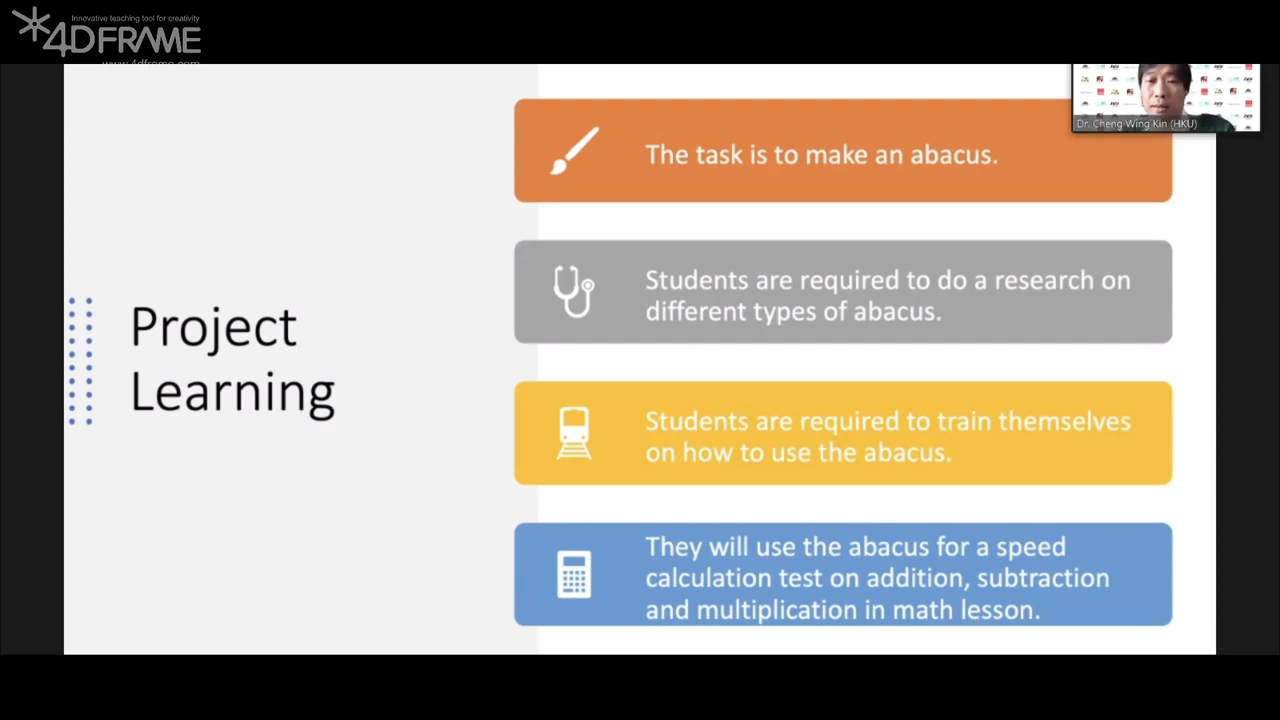 Innovative teaching tool for creativity
4DFRAME
www.4dframe.com
Dr. Cheng Wing Kin (HKU)
Project
Learning
The task is to make an abacus.
Students are required to do a research on
different types of abacus.
Students are required to train themselves
on how to use the abacus.
They will use the abacus for a speed
calculation test on addition, subtraction
and multiplication in math lesson.